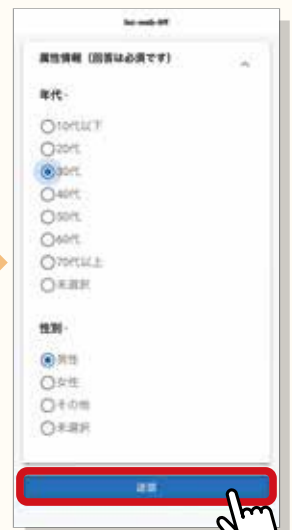 属性情報 (回答は必須です)
年代
10代以下
20代
30代
40代
50代
60代
70代以上
未選択
性別
男性
女性
その他
未選択
送信